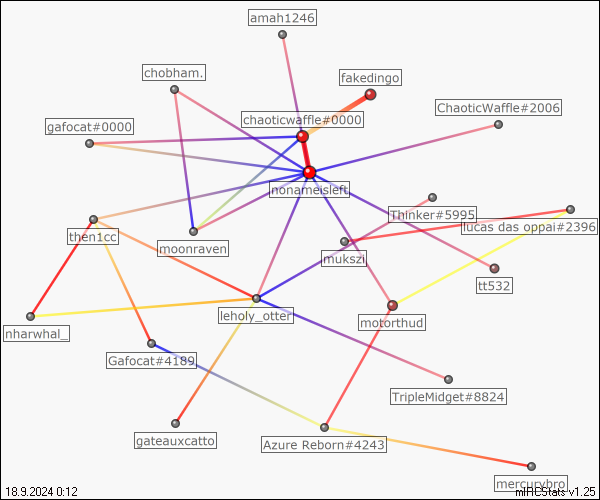 amah1246
chobham.
fakedingo
ChaoticWaffle#2006
chaoticwaffle#0000
gafocat#0000
nonameisleft
Thinker#5995
lucas das oppai#2396
then1cc
moonraven
mukszi
tt532
leholy_otter
motorthud
nharwhal_
Gafocat#4189
TripleMidget#8824
gateauxcatto
Azure Reborn#4243
mercurybro
18.9.2024 0:12
mIRCStats v1.25